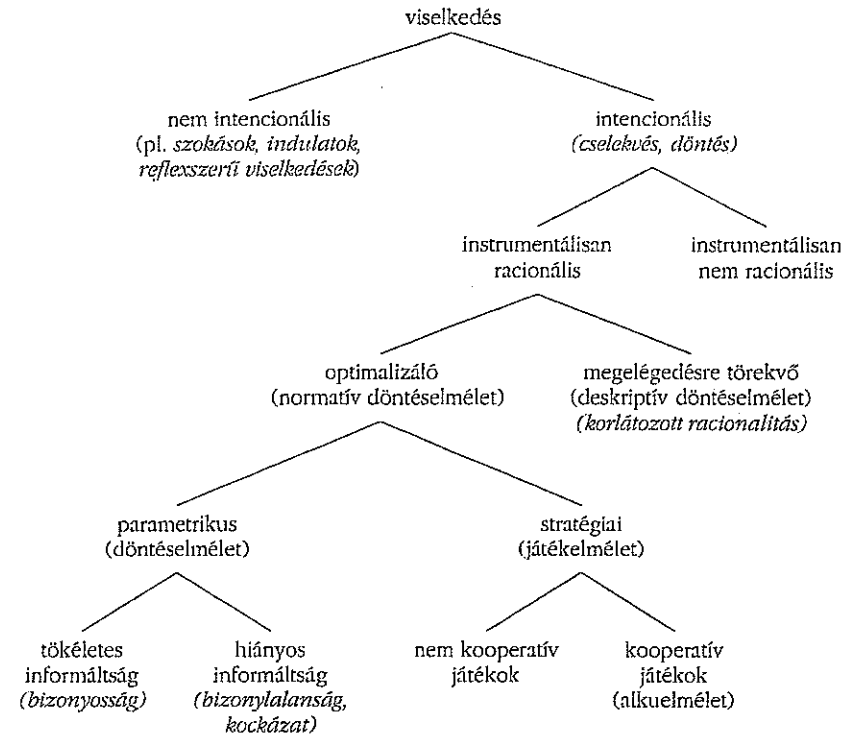 viselkedés
nem intencionális
(pl. szokások, indulatok,
reflexszerű viselkedések)
intencionális
(cselekvés, döntés)
instrumentálisan
racionális
instrumentálisan
nem racionális
optimalizáló
(normatív döntéselmélet)
megelégedésre törekvő
(deskriptív döntéselmélet)
(korlátozott racionalitás)
parametrikus
(döntéselmélet)
stratégiai
(játékelmélet)
tökéletes
informáltság
(bizonyosság)
hiányos
informáltság
(bizonylalanság,
kockázat)
nem kooperatív
játékok
kooperatív
játékok
(alkuelmélet)